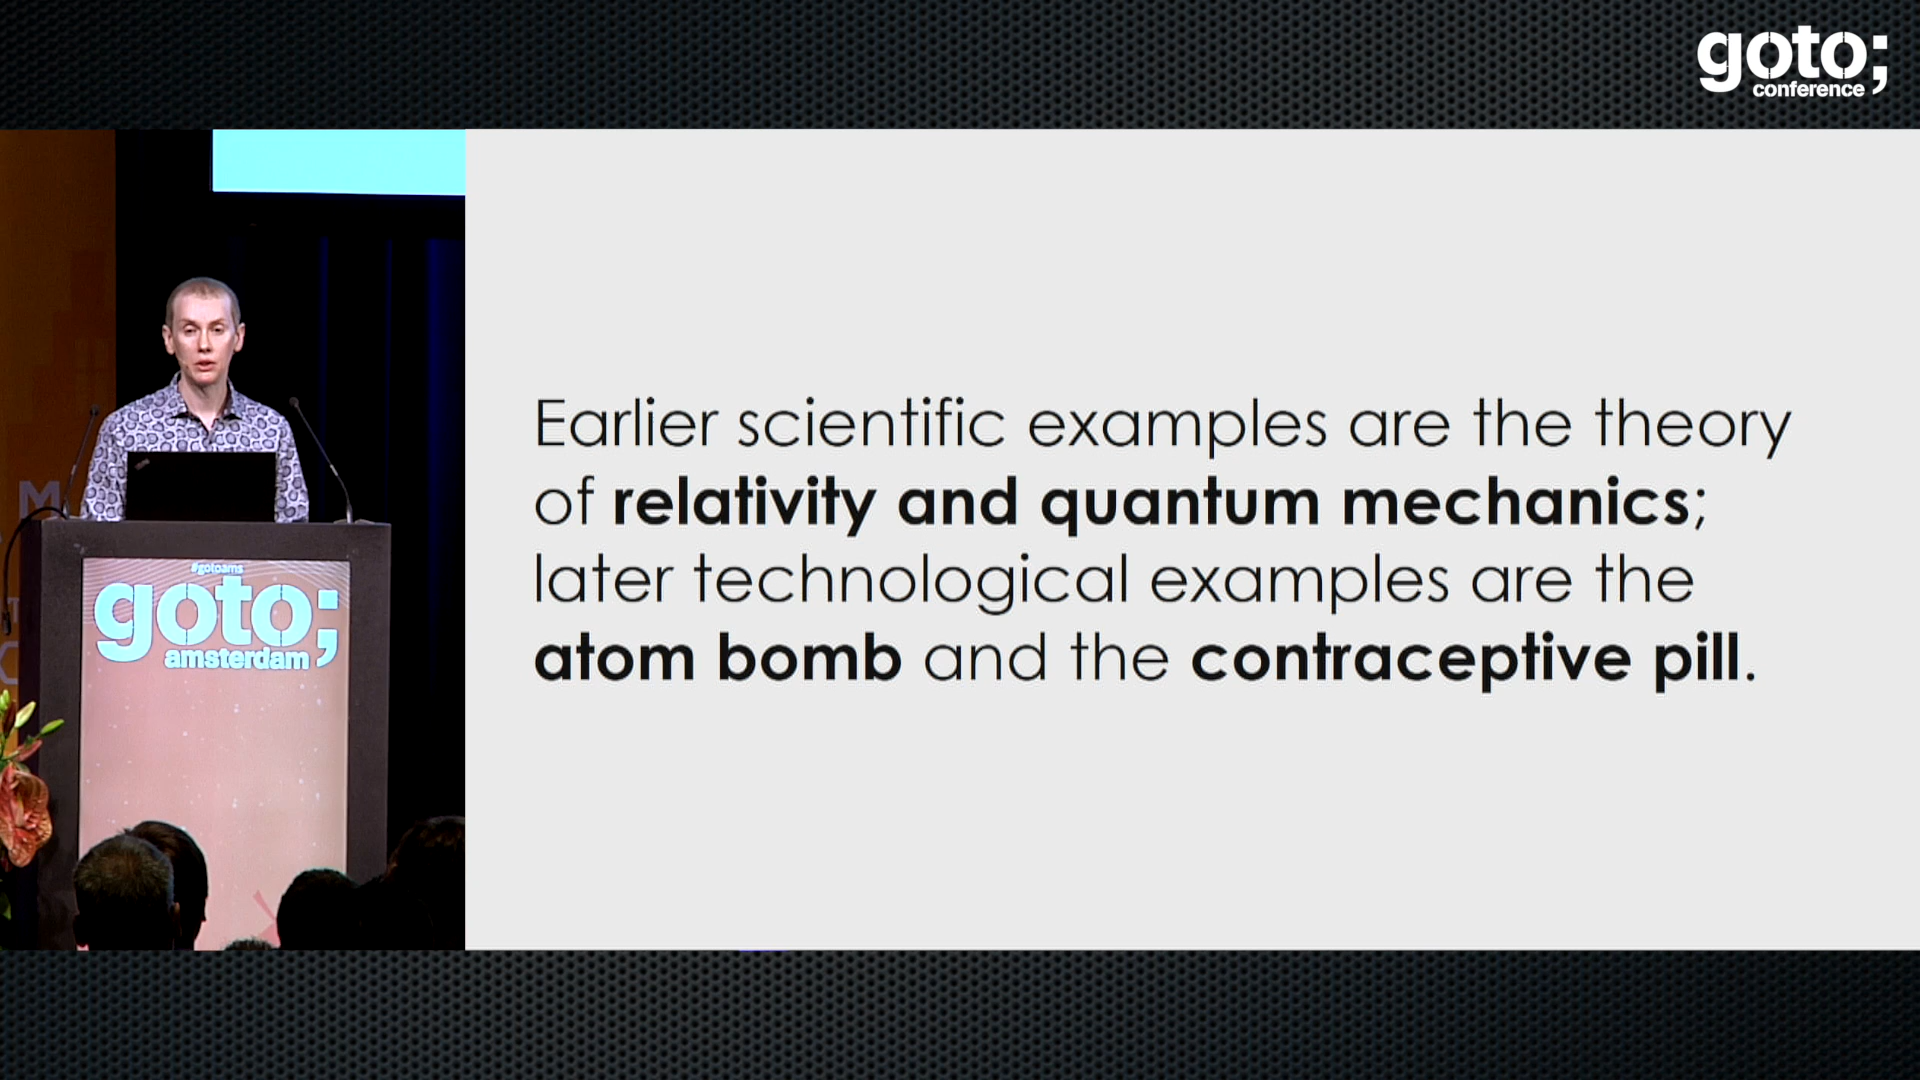 goto;
conference
Earlier scientific examples are the theory
of relativity and quantum mechanics;
later technological examples are the
atom bomb and the contraceptive pill.
#gotoams
goto;
amsterdam